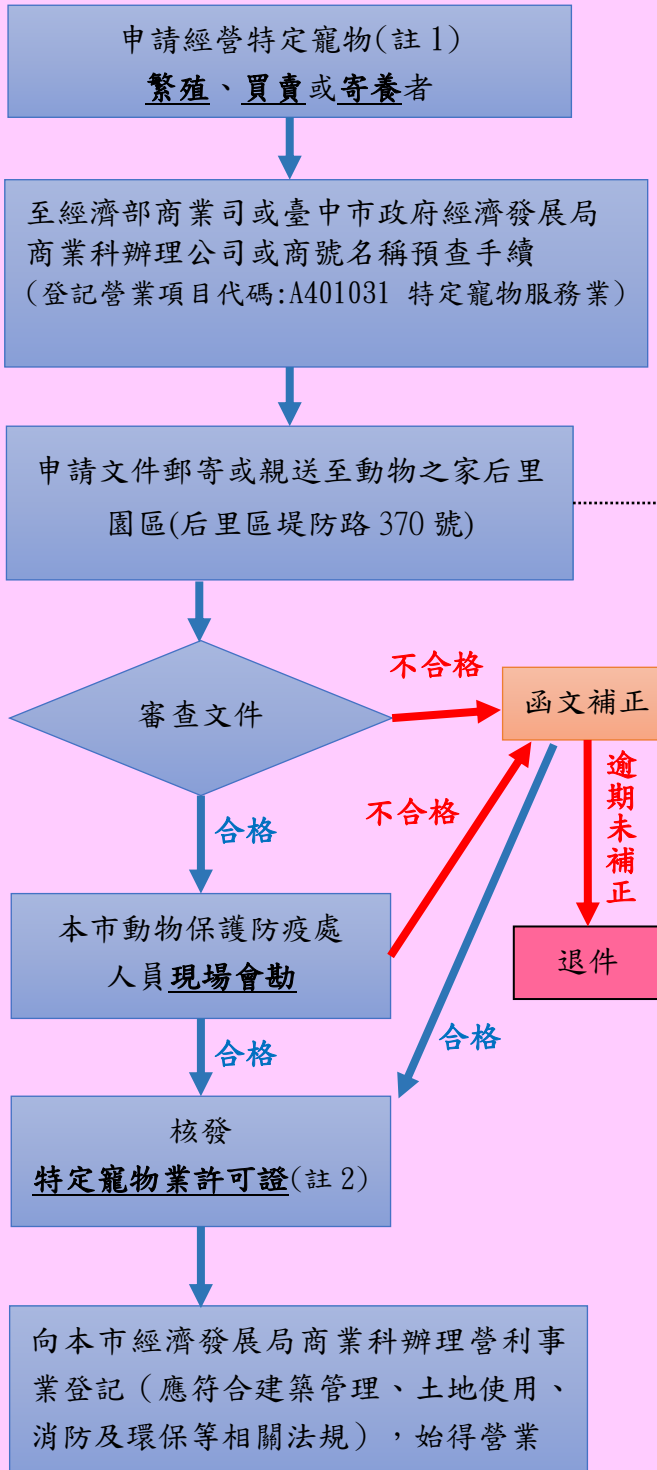 申請經營特定寵物(註1)
繁殖、買賣或寄養者
至經濟部商業司或臺中市政府經濟發展局
商業科辦理公司或商號名稱預查手續
（登記營業項目代碼:A401031 特定寵物服務業）
申請文件郵寄或親送至動物之家后里
園區(后里區堤防路370號)
審查文件
不合格
函文補正
合格
不合格
逾期未補正
本市動物保護防疫處
人員現場會勘
退件
合格
合格
核發
特定寵物業許可證(註2)
向本市經濟發展局商業科辦理營利事
業登記（應符合建築管理、土地使用、
消防及環保等相關法規），始得營業